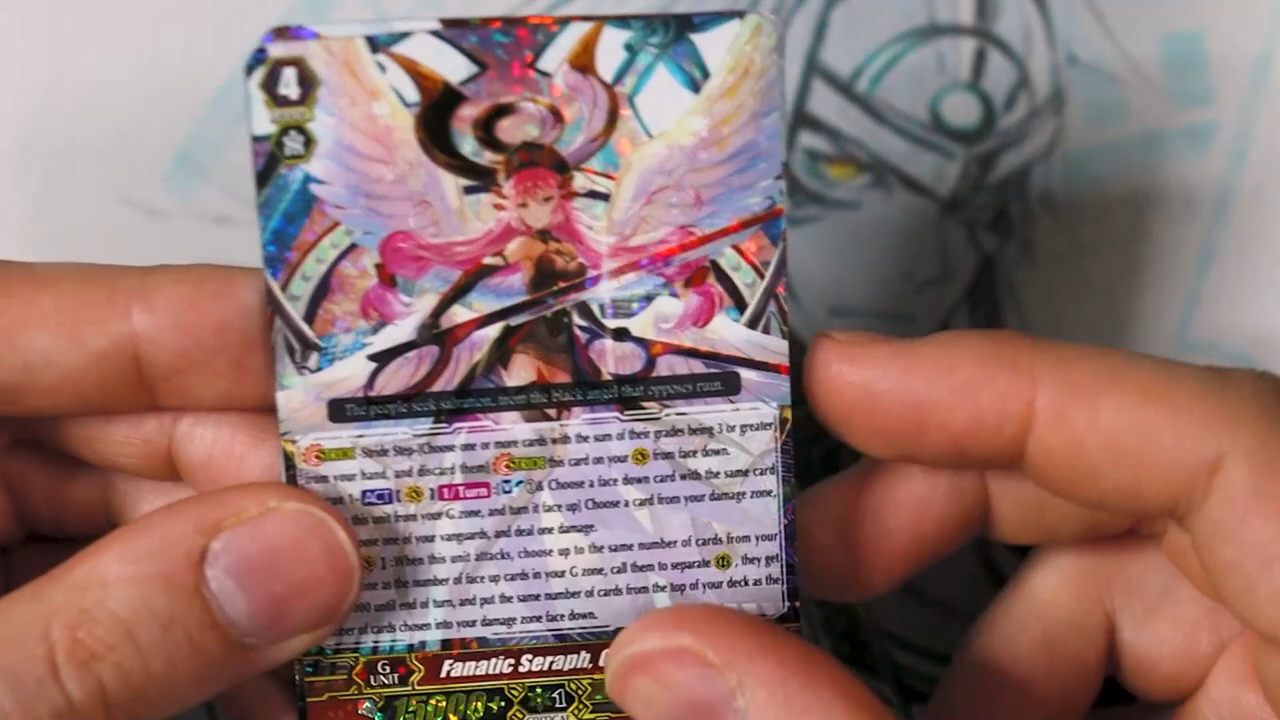 4
The people seek salvation, from the black angel that opposes ruin.
STRIDE -Stride Step-[Choose one or more cards with the sum of their grades being 3 or greater
from your hand, and discard them] STRIDE this card on your from face down.
1 ACT [ ] 1/Turn :[ ① & Choose a face down card with the same card
this unit from your G zone, and turn it face up] Choose a card from your damage zone,
one of your vanguards, and deal one damage.
1 :When this unit attacks, choose up to the same number of cards from your
as the number of face up cards in your G zone, call them to separate , they get
000 until end of turn, and put the same number of cards from the top of your deck as the
number of cards chosen into your damage zone face down.
G UNIT
Fanatic Seraph,
15000+
1
CRITICAL